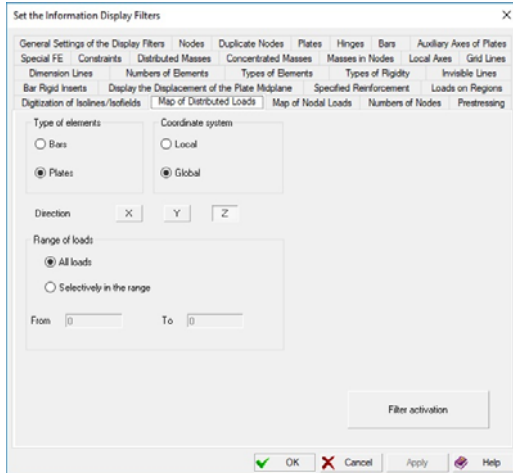 Set the Information Display Filters
General Settings of the Display Filters Nodes Duplicate Nodes Plates Hinges Bars Auxiliary Axes of Plates
Special FE Constraints Distributed Masses Concentrated Masses Masses in Nodes Local Axes Grid Lines
Dimension Lines Numbers of Elements Types of Elements Types of Rigidity Invisible Lines
Bar Rigid Inserts Display the Displacement of the Plate Midplane Specified Reinforcement Loads on Regions
Digitization of Isolines/Isofields Map of Distributed Loads Map of Nodal Loads Numbers of Nodes Prestressing
Type of elements Coordinate system
Bars Local
Plates Global
Direction X Y Z
Range of loads
All loads
Selectively in the range
From 0 To 0
Filter activation
OK Cancel Apply Help